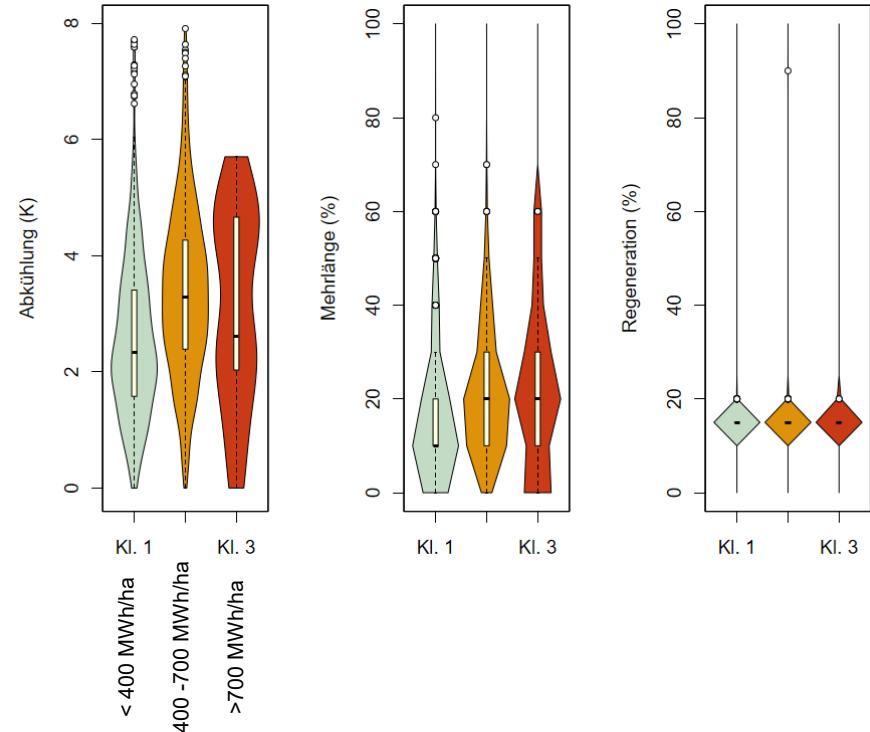 Abkühlung (K)
8
6
4
2
0
Kl. 1
Kl. 3
< 400 MWh/ha
400 -700 MWh/ha
>700 MWh/ha
Mehrlänge (%)
100
80
60
40
20
0
Kl. 1
Kl. 3
Regeneration (%)
100
80
60
40
20
0
Kl. 1
Kl. 3